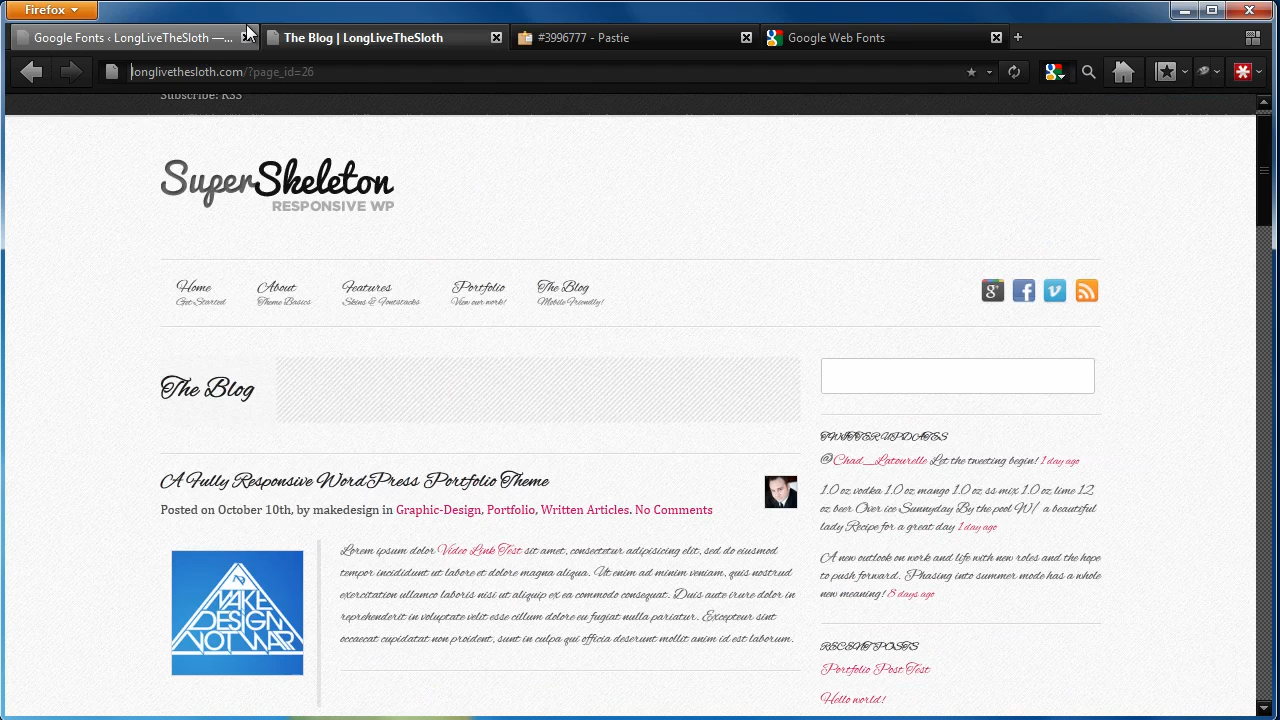 Firefox
Google Fonts ‹ LongLiveTheSloth —...
The Blog | LongLiveTheSloth
#3996777 - Pastie
Google Web Fonts
longlivethesloth.com/?page_id=26
Subscribe: RSS
SuperSkeleton
RESPONSIVE WP
Home
Get Started
About
Theme Basics
Features
Skins & Fontstacks
Portfolio
View our work!
The Blog
Mobile Friendly!
The Blog
A Fully Responsive WordPress Portfolio Theme
Posted on October 10th, by makedesign in Graphic-Design, Portfolio, Written Articles. No Comments
MAKE
DESIGN
NOT WAR
Lorem ipsum dolor Video Link Test sit amet, consectetur adipisicing elit, sed do eiusmod
tempor incididunt ut labore et dolore magna aliqua. Ut enim ad minim veniam, quis nostrud
exercitation ullamco laboris nisi ut aliquip ex ea commodo consequat. Duis aute irure dolor in
reprehenderit in voluptate velit esse cillum dolore eu fugiat nulla pariatur. Excepteur sint
occaecat cupidatat non proident, sunt in culpa qui officia deserunt mollit anim id est laborum.
TWITTER UPDATES
@Chad_Latourelle Let the tweeting begin! 1 day ago
1.0 oz vodka 1.0 oz mango 1.0 oz ss mix 1.0 oz lime 12
oz beer Over ice Sunnyday By the pool W/ a beautiful
lady Recipe for a great day 1 day ago
A new outlook on work and life with new roles and the hope
to push forward. Phasing into summer mode has a whole
new meaning! 8 days ago
RECENT POSTS
Portfolio Post Test
Hello world!